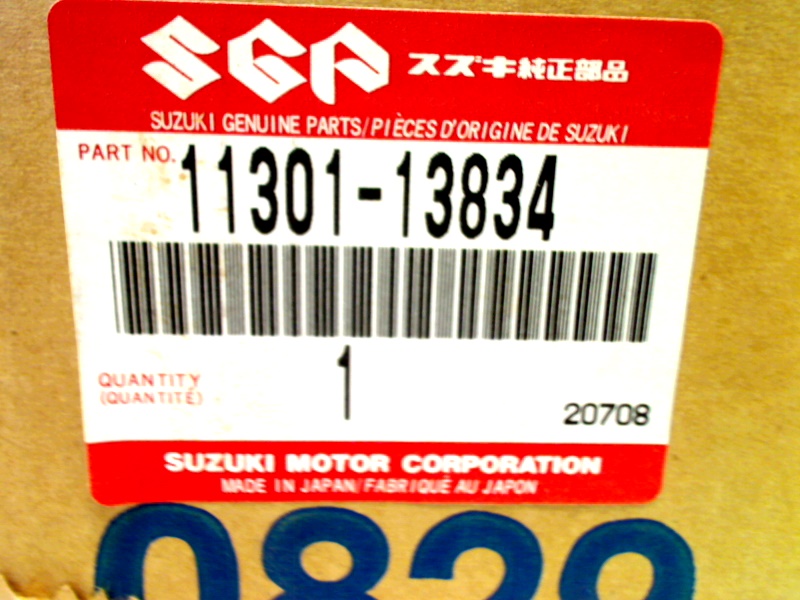 SGP スズキ純正部品
SUZUKI GENUINE PARTS/PIÈCES D'ORIGINE DE SUZUKI
PART NO. 11301-13834
QUANTITY 1
(QUANTITÉ) 20708
SUZUKI MOTOR CORPORATION
MADE IN JAPAN/FABRIQUÉ AU JAPON
0829